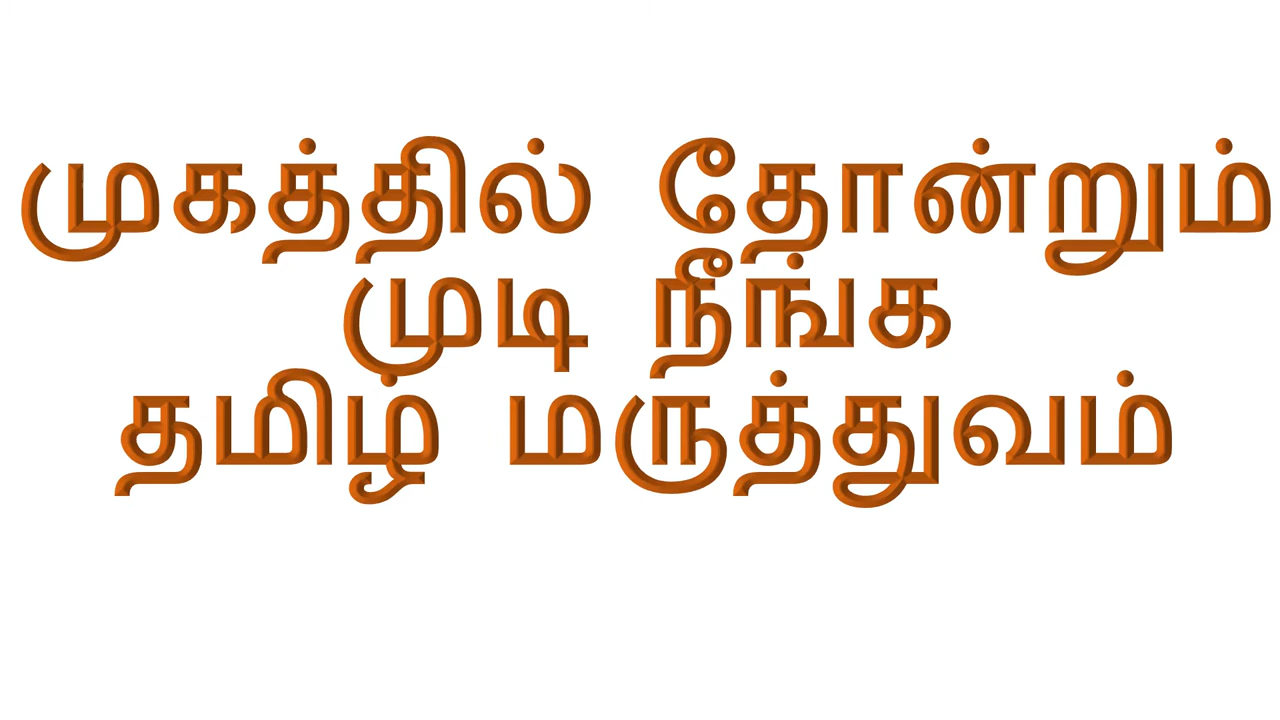 முகத்தில் தோன்றும்
முடி நீங்க
தமிழ் மருத்துவம்